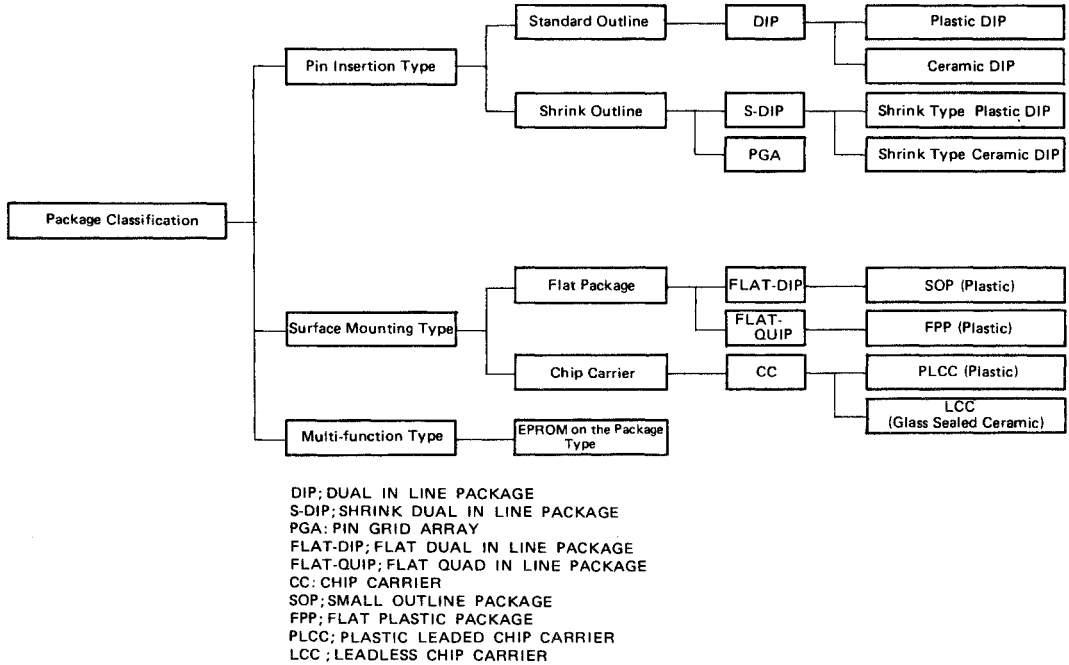 Standard Outline
DIP
Plastic DIP
Pin Insertion Type
Ceramic DIP
Shrink Outline
S-DIP
Shrink Type Plastic DIP
PGA
Shrink Type Ceramic DIP
Package Classification
Flat Package
FLAT-DIP
SOP (Plastic)
Surface Mounting Type
FLAT-
QUIP
FPP (Plastic)
Chip Carrier
CC
PLCC (Plastic)
LCC
(Glass Sealed Ceramic)
Multi-function Type
EPROM on the Package
Type
DIP; DUAL IN LINE PACKAGE
S-DIP; SHRINK DUAL IN LINE PACKAGE
PGA: PIN GRID ARRAY
FLAT-DIP; FLAT DUAL IN LINE PACKAGE
FLAT-QUIP; FLAT QUAD IN LINE PACKAGE
CC: CHIP CARRIER
SOP; SMALL OUTLINE PACKAGE
FPP; FLAT PLASTIC PACKAGE
PLCC; PLASTIC LEADED CHIP CARRIER
LCC ; LEADLESS CHIP CARRIER